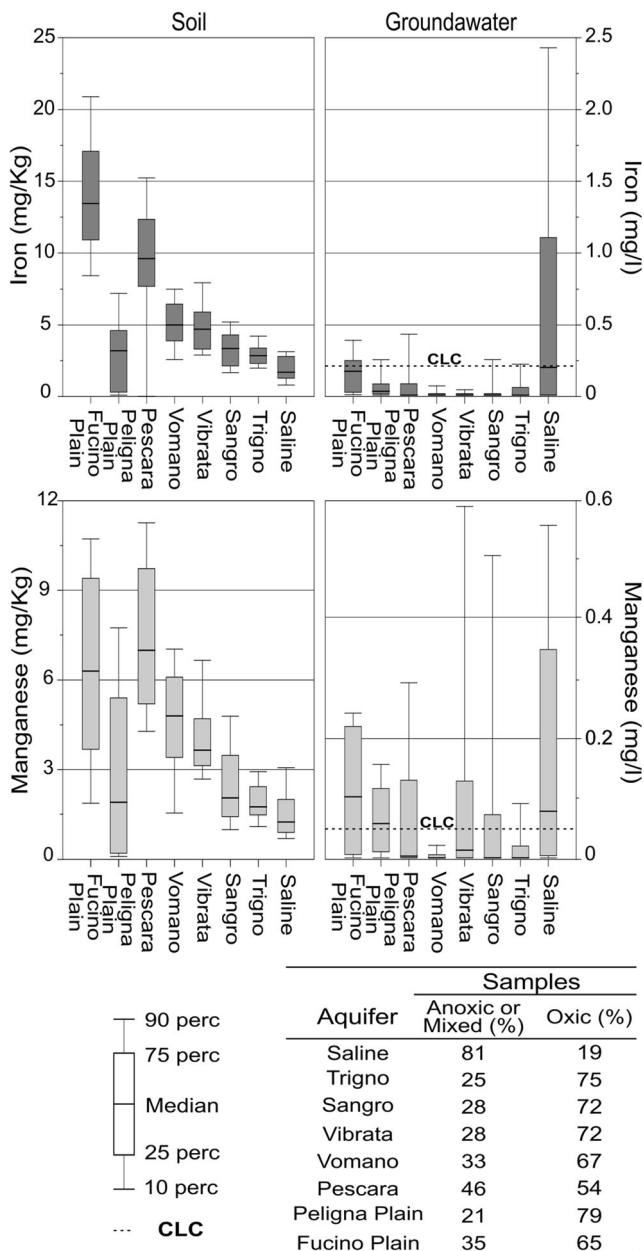 Soil
Groundawater
Iron (mg/Kg)
25
20
15
10
5
0
Fucino Plain
Peligna Plain
Pescara
Vomano
Vibrata
Sangro
Trigno
Saline
CLC
2.5
2.0
1.5
1.0
0.5
0
Iron (mg/l)
Fucino Plain
Peligna Plain
Pescara
Vomano
Vibrata
Sangro
Trigno
Saline
Manganese (mg/Kg)
12
9
6
3
0
Fucino Plain
Peligna Plain
Pescara
Vomano
Vibrata
Sangro
Trigno
Saline
CLC
0.6
0.4
0.2
0
Manganese (mg/l)
Fucino Plain
Peligna Plain
Pescara
Vomano
Vibrata
Sangro
Trigno
Saline
90 perc
75 perc
Median
25 perc
10 perc
CLC
Samples
Aquifer Anoxic or Mixed (%) Oxic (%)
Saline 81 19
Trigno 25 75
Sangro 28 72
Vibrata 28 72
Vomano 33 67
Pescara 46 54
Peligna Plain 21 79
Fucino Plain 35 65